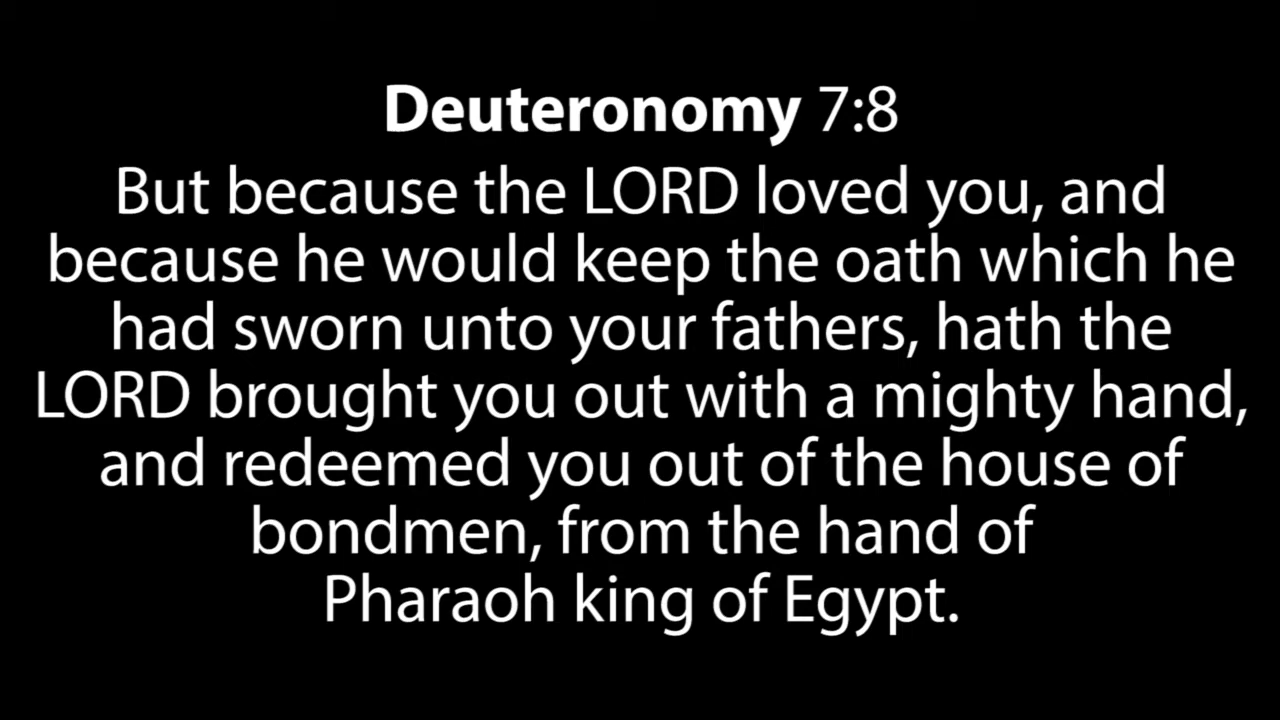 Deuteronomy 7:8
But because the LORD loved you, and
because he would keep the oath which he
had sworn unto your fathers, hath the
LORD brought you out with a mighty hand,
and redeemed you out of the house of
bondmen, from the hand of
Pharaoh king of Egypt.